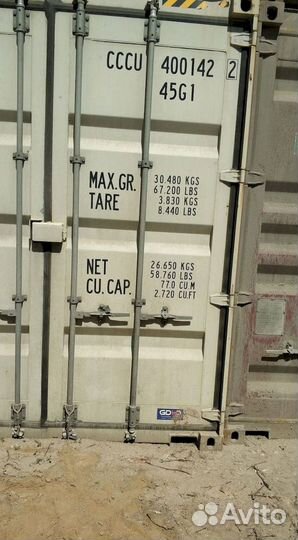 CCCU 400142 2
45G1
MAX.GR. 30.480 KGS
67.200 LBS
TARE 3.830 KGS
8.440 LBS
NET 26.650 KGS
58.760 LBS
CU.CAP. 77.0 CU.M
2.720 CU.FT
Avito